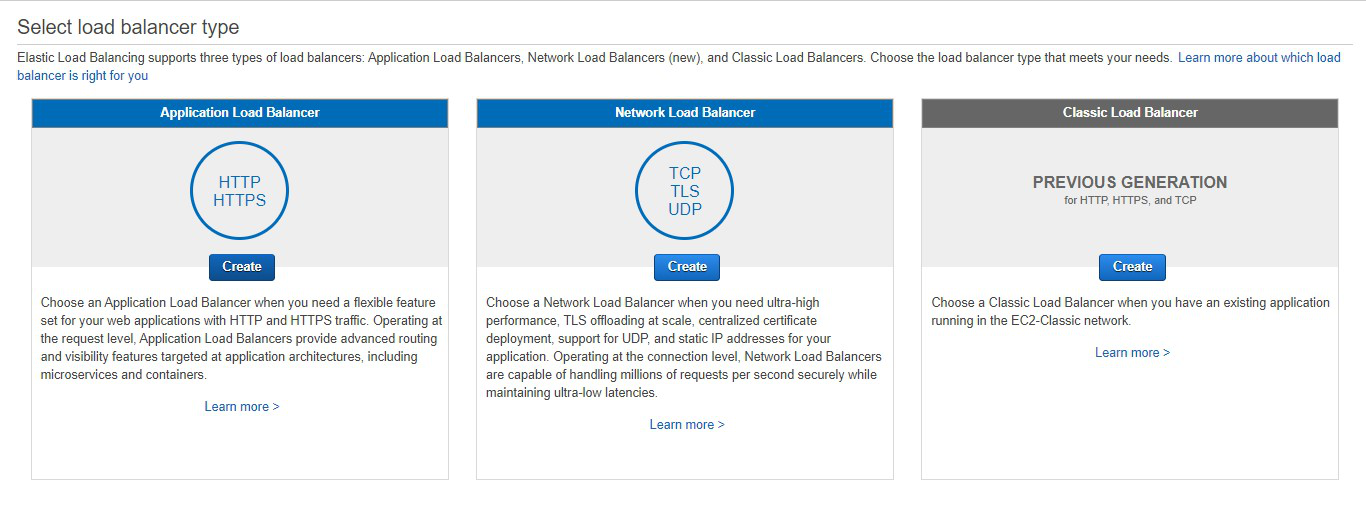 Select load balancer type
Elastic Load Balancing supports three types of load balancers: Application Load Balancers, Network Load Balancers (new), and Classic Load Balancers. Choose the load balancer type that meets your needs. Learn more about which load
balancer is right for you
Application Load Balancer
HTTP
HTTPS
Create
Choose an Application Load Balancer when you need a flexible feature
set for your web applications with HTTP and HTTPS traffic. Operating at
the request level, Application Load Balancers provide advanced routing
and visibility features targeted at application architectures, including
microservices and containers.
Learn more >
Network Load Balancer
TCP
TLS
UDP
Create
Choose a Network Load Balancer when you need ultra-high
performance, TLS offloading at scale, centralized certificate
deployment, support for UDP, and static IP addresses for your
application. Operating at the connection level, Network Load Balancers
are capable of handling millions of requests per second securely while
maintaining ultra-low latencies.
Learn more >
Classic Load Balancer
PREVIOUS GENERATION
for HTTP, HTTPS, and TCP
Create
Choose a Classic Load Balancer when you have an existing application
running in the EC2-Classic network.
Learn more >